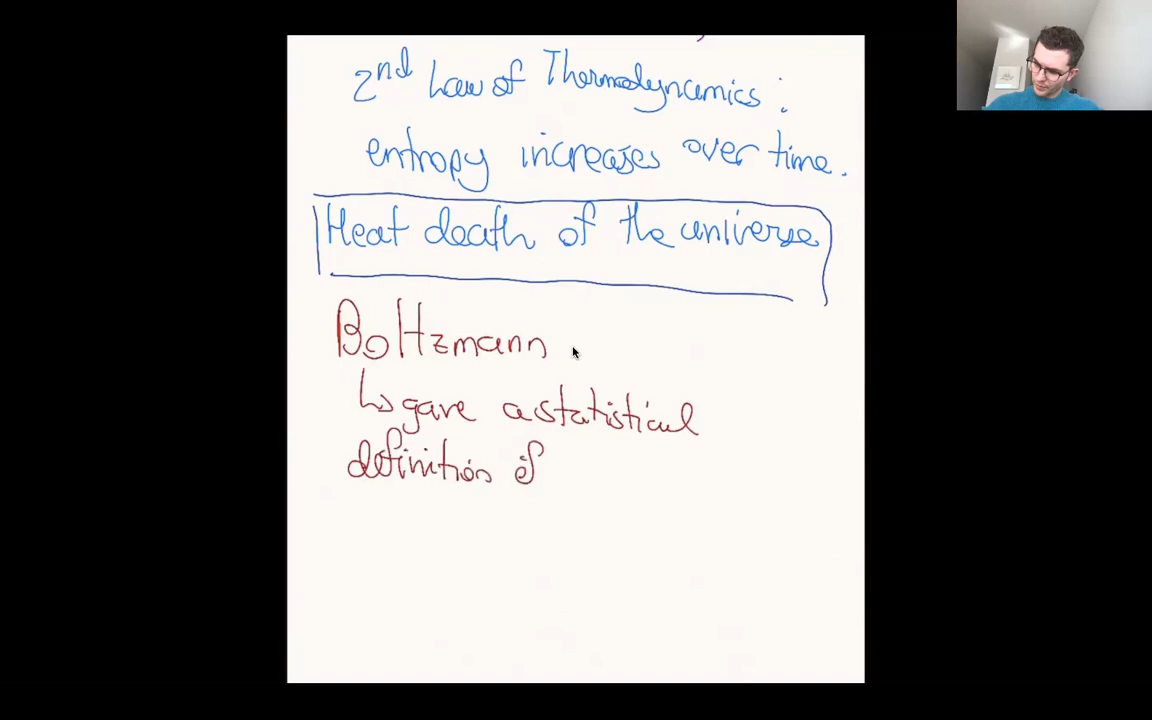 2nd Law of Thermodynamics:
entropy increases over time.
Heat death of the universe
Boltzmann
↳ gave a statistical
definition of